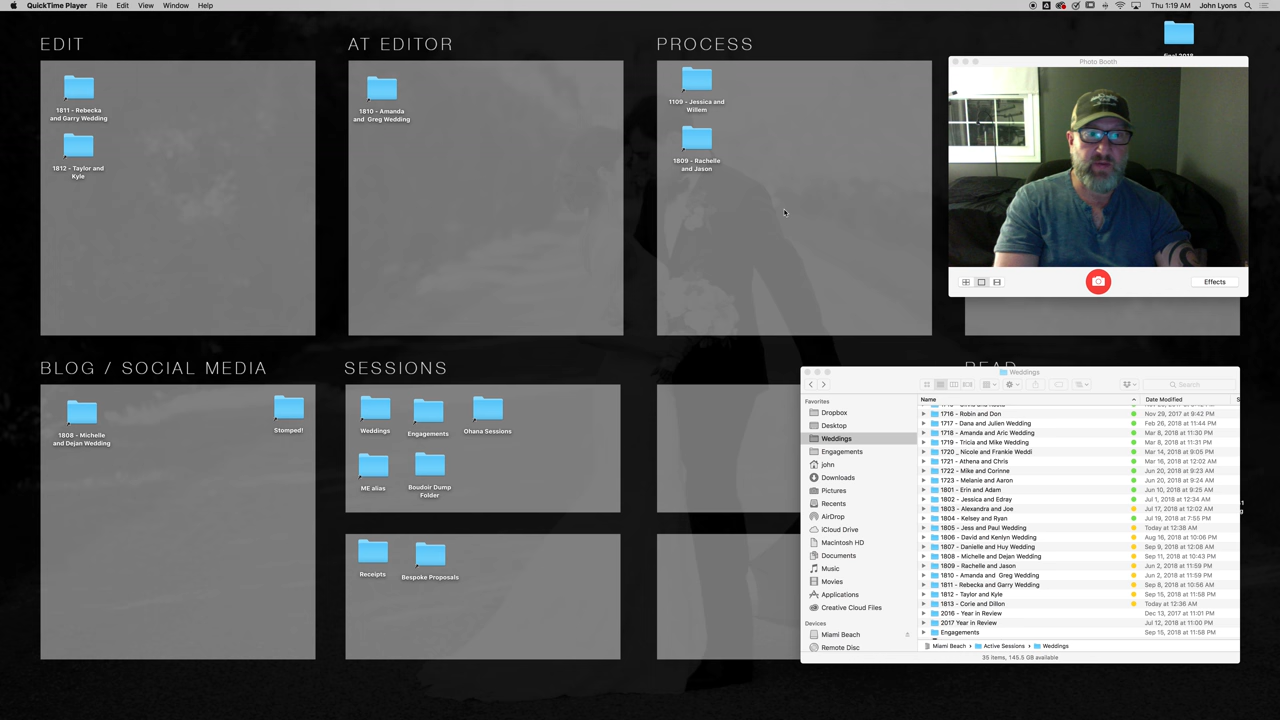 QuickTime Player File Edit View Window Help
Thu 1:19 AM John Lyons
EDIT
1811 - Rebecka
and Garry Wedding
1812 - Taylor and
Kyle
AT EDITOR
1810 - Amanda
and Greg Wedding
PROCESS
1109 - Jessica and
Willem
1809 - Rachelle
and Jason
Photo Booth
Effects
BLOG / SOCIAL MEDIA
1808 - Michelle
and Dejan Wedding
Stomped!
SESSIONS
Weddings
Engagements
Ohana Sessions
ME alias
Boudoir Dump
Folder
Receipts
Bespoke Proposals
Weddings
Search
Favorites
Dropbox
Desktop
Weddings
Engagements
john
Downloads
Pictures
Recents
AirDrop
iCloud Drive
Macintosh HD
Documents
Music
Movies
Applications
Creative Cloud Files
Devices
Miami Beach
Remote Disc
Name Date Modified S
1716 - Robin and Don Nov 29, 2017 at 9:42 PM
1717 - Dana and Julien Wedding Feb 26, 2018 at 11:44 PM
1718 - Amanda and Aric Wedding Mar 8, 2018 at 11:30 PM
1719 - Tricia and Mike Wedding Mar 8, 2018 at 11:31 PM
1720 _ Nicole and Frankie Weddi Mar 14, 2018 at 9:05 PM
1721 - Athena and Chris Mar 16, 2018 at 12:02 AM
1722 - Mike and Corinne Jun 20, 2018 at 9:23 AM
1723 - Melanie and Aaron Jun 20, 2018 at 9:24 AM
1801 - Erin and Adam Jun 10, 2018 at 9:25 AM
1802 - Jessica and Edray Jul 1, 2018 at 12:34 AM
1803 - Alexandra and Joe Jul 17, 2018 at 12:02 AM
1804 - Kelsey and Ryan Jul 19, 2018 at 7:55 PM
1805 - Jess and Paul Wedding Today at 12:38 AM
1806 - David and Kenlyn Wedding Aug 16, 2018 at 10:06 PM
1807 - Danielle and Huy Wedding Sep 9, 2018 at 12:06 AM
1808 - Michelle and Dejan Wedding Sep 11, 2018 at 10:43 PM
1809 - Rachelle and Jason Jun 2, 2018 at 11:59 PM
1810 - Amanda and Greg Wedding Jun 2, 2018 at 11:59 PM
1811 - Rebecka and Garry Wedding Sep 8, 2018 at 10:56 AM
1812 - Taylor and Kyle Sep 15, 2018 at 11:58 PM
1813 - Corie and Dillon Today at 12:36 AM
2016 - Year in Review Dec 13, 2017 at 11:01 PM
2017 Year in Review Jul 12, 2018 at 11:00 PM
Engagements Sep 15, 2018 at 11:58 PM
Miami Beach Active Sessions Weddings
35 items, 145.5 GB available